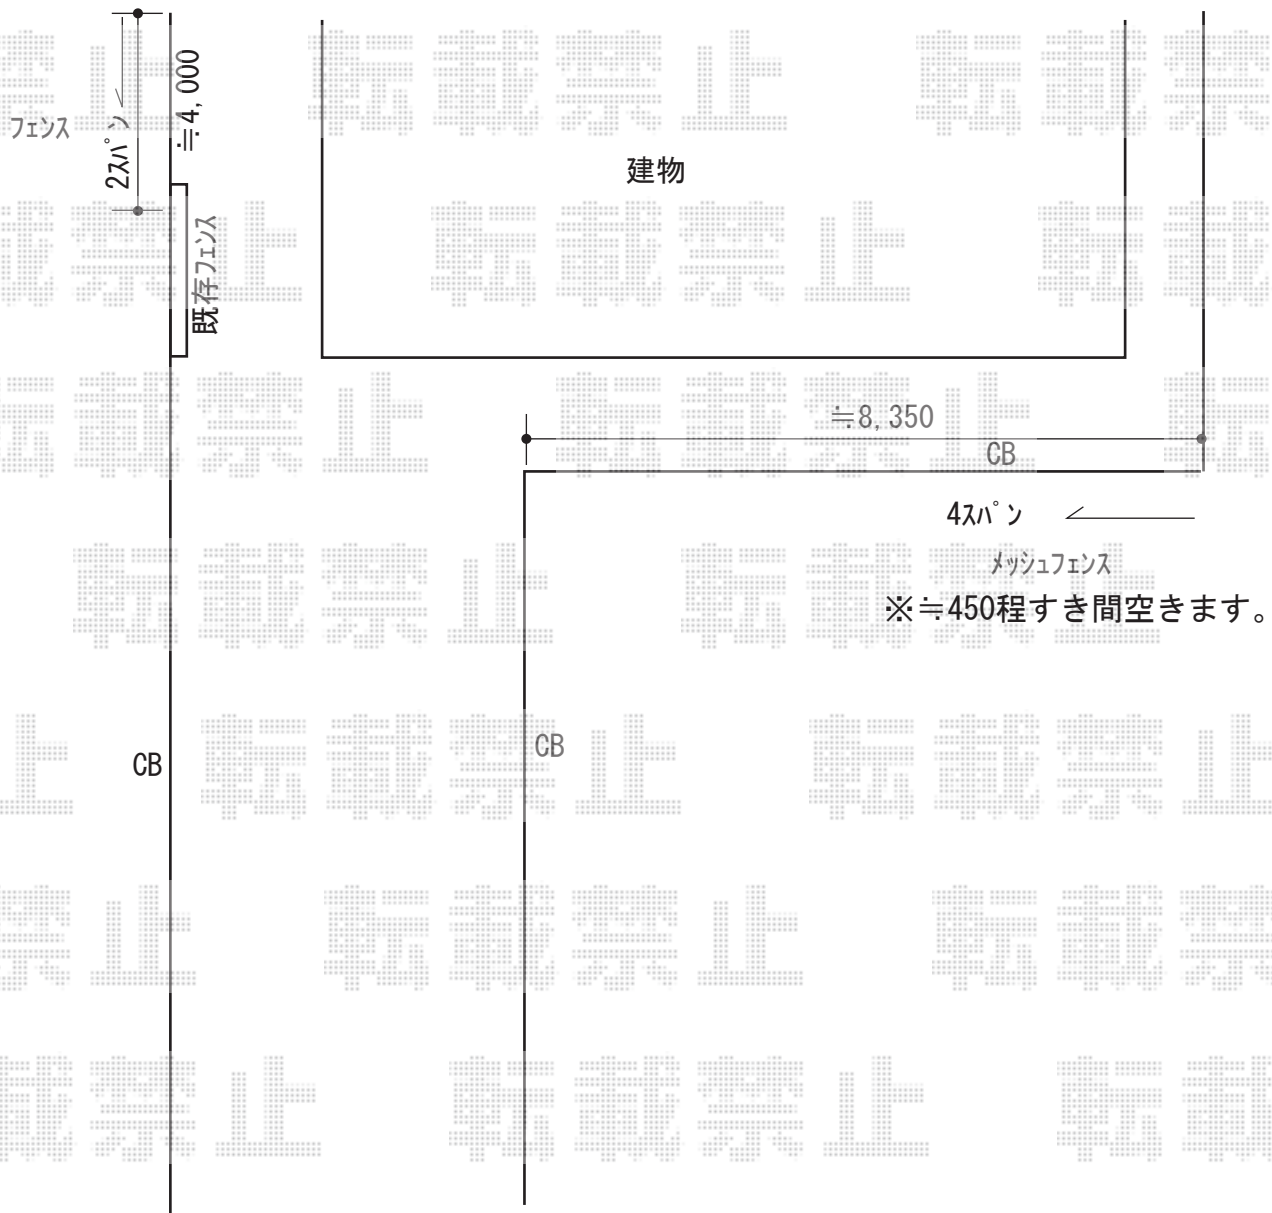 ≒4,000
フェンス
2スパン
建物
既存フェンス
≒8,350
CB
4スパン
メッシュフェンス
※≒450程すき間空きます。
CB
CB
転載禁止